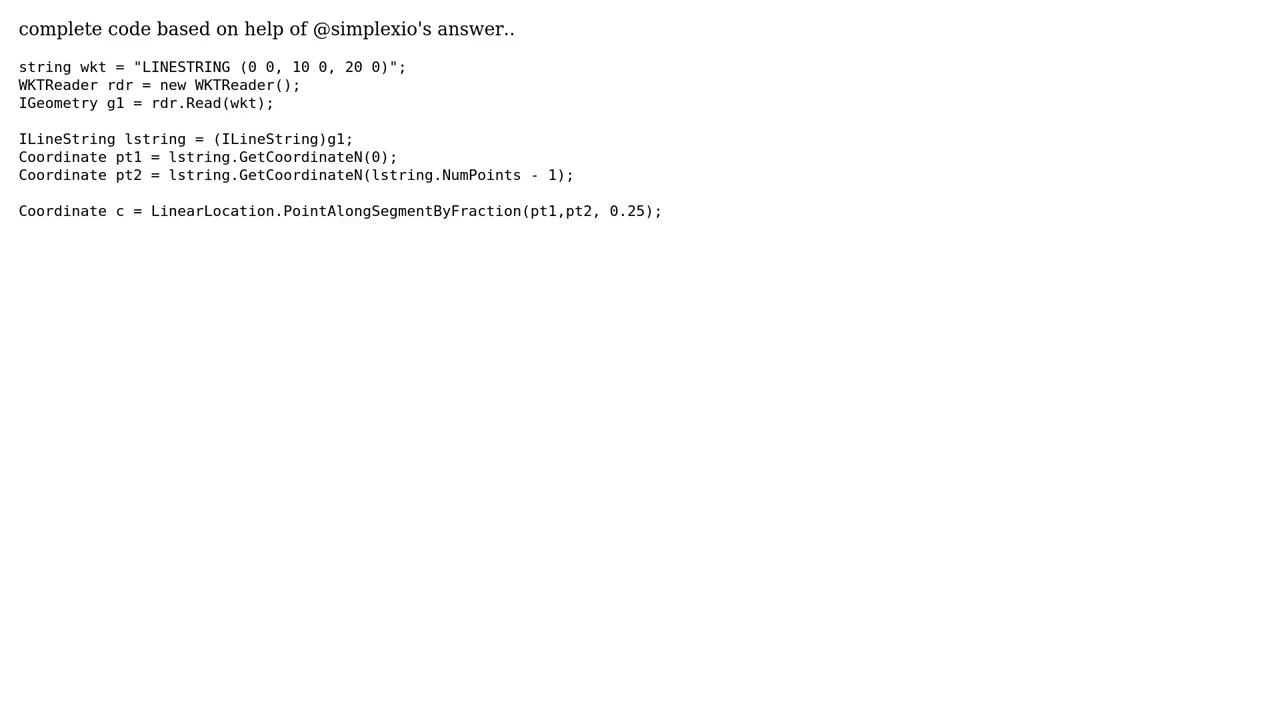 complete code based on help of @simplexio's answer..
string wkt = "LINESTRING (0 0, 10 0, 20 0)";
WKTReader rdr = new WKTReader();
IGeometry g1 = rdr.Read(wkt);
ILineString lstring = (ILineString)g1;
Coordinate pt1 = lstring.GetCoordinateN(0);
Coordinate pt2 = lstring.GetCoordinateN(lstring.NumPoints - 1);
Coordinate c = LinearLocation.PointAlongSegmentByFraction(pt1,pt2, 0.25);